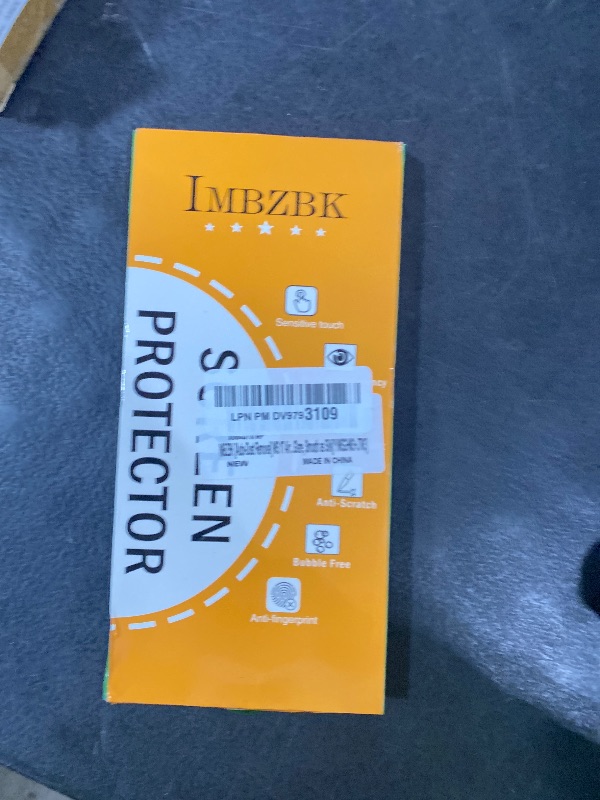 IMBZBK
Sensitive touch
SCREEN
PROTECTOR
LPN PM DV9793109
NEW
MADE IN CHINA
Anti-Scratch
Bubble Free
Anti-fingerprint